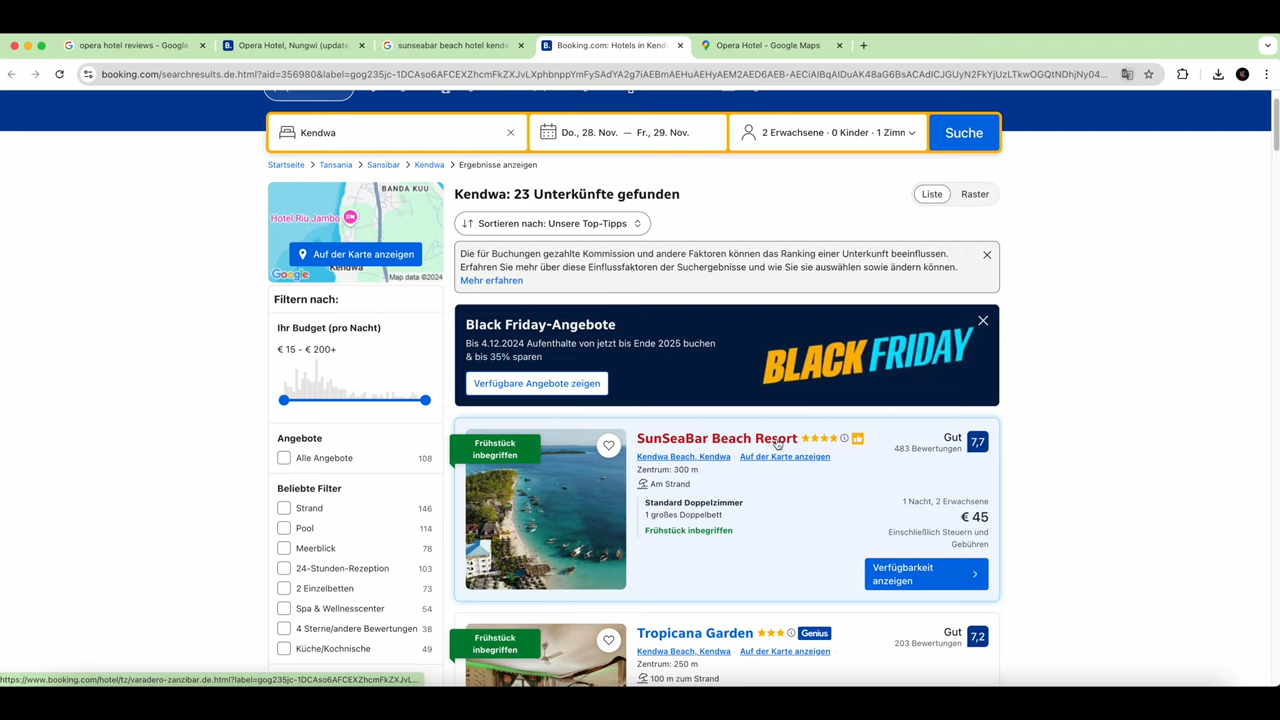 opera hotel reviews - Google
Opera Hotel, Nungwi (update
sunseabar beach hotel kendw
Booking.com: Hotels in Kend
Opera Hotel - Google Maps
booking.com/searchresults.de.html?aid=356980&label=gog235jc-1DCAso6AFCEXZhcmFkZXJvLXphbnppYmFySAdYA2g7iAEBmAEHuAEHyAEM2AED6AEB-AECiAIBqAIDuAK48aG6BsACAdICJGUyN2FkYjUzLTkwOGQtNDhjNy04...
Kendwa
Do., 28. Nov. — Fr., 29. Nov.
2 Erwachsene · 0 Kinder · 1 Zimm
Suche
Startseite > Tansania > Sansibar > Kendwa > Ergebnisse anzeigen
BANDA KUU
Hotel Riu Jambo
Auf der Karte anzeigen
Kendwa
Google
Map data ©2024
Kendwa: 23 Unterkünfte gefunden
Liste
Raster
Sortieren nach: Unsere Top-Tipps
Die für Buchungen gezahlte Kommission und andere Faktoren können das Ranking einer Unterkunft beeinflussen.
Erfahren Sie mehr über diese Einflussfaktoren der Suchergebnisse und wie Sie sie auswählen sowie ändern können.
Mehr erfahren
Filtern nach:
Ihr Budget (pro Nacht)
€ 15 - € 200+
Angebote
Alle Angebote 108
Beliebte Filter
Strand 146
Pool 114
Meerblick 78
24-Stunden-Rezeption 103
2 Einzelbetten 73
Spa & Wellnesscenter 54
4 Sterne/andere Bewertungen 38
Küche/Kochnische 49
Black Friday-Angebote
Bis 4.12.2024 Aufenthalte von jetzt bis Ende 2025 buchen
& bis 35% sparen
Verfügbare Angebote zeigen
BLACK FRIDAY
Frühstück
inbegriffen
SunSeaBar Beach Resort
Kendwa Beach, Kendwa · Auf der Karte anzeigen
Zentrum: 300 m
Am Strand
Standard Doppelzimmer
1 großes Doppelbett
Frühstück inbegriffen
Gut
483 Bewertungen
7,7
1 Nacht, 2 Erwachsene
€ 45
Einschließlich Steuern und
Gebühren
Verfügbarkeit
anzeigen
Frühstück
inbegriffen
Tropicana Garden
Genius
Kendwa Beach, Kendwa · Auf der Karte anzeigen
Zentrum: 250 m
100 m zum Strand
Gut
203 Bewertungen
7,2
https://www.booking.com/hotel/tz/varadero-zanzibar.de.html?label=gog235jc-1DCAso6AFCEXZhcmFkZXJvL...